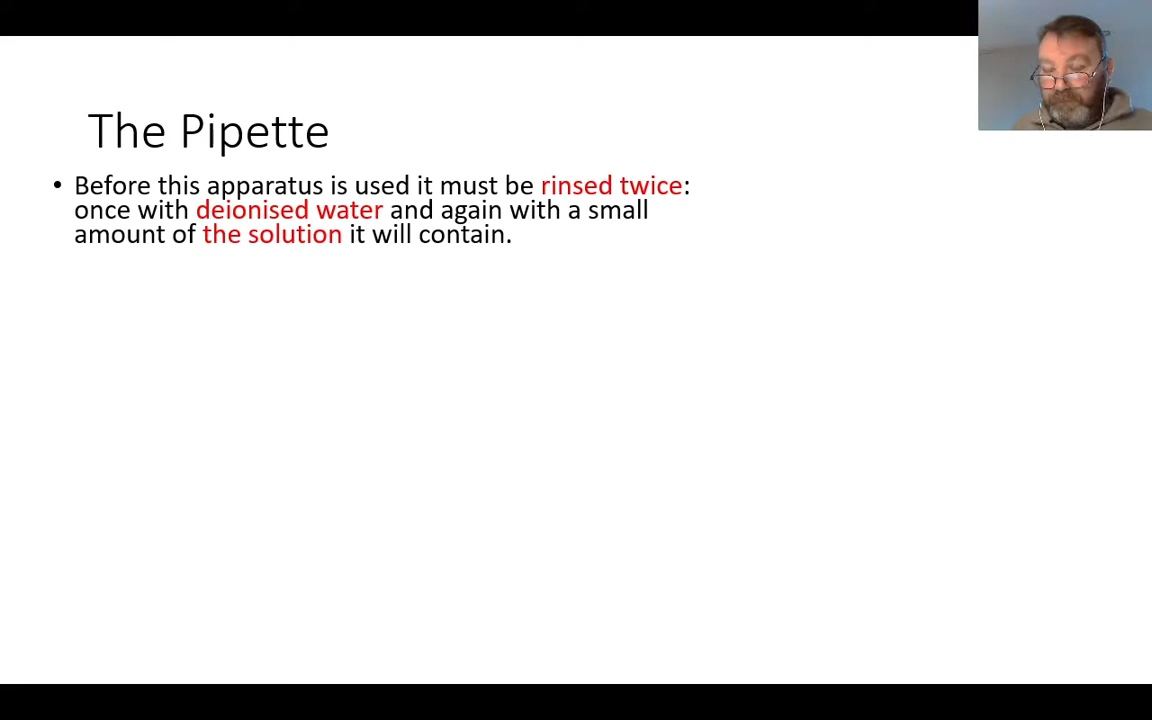 The Pipette
• Before this apparatus is used it must be rinsed twice:
once with deionised water and again with a small
amount of the solution it will contain.